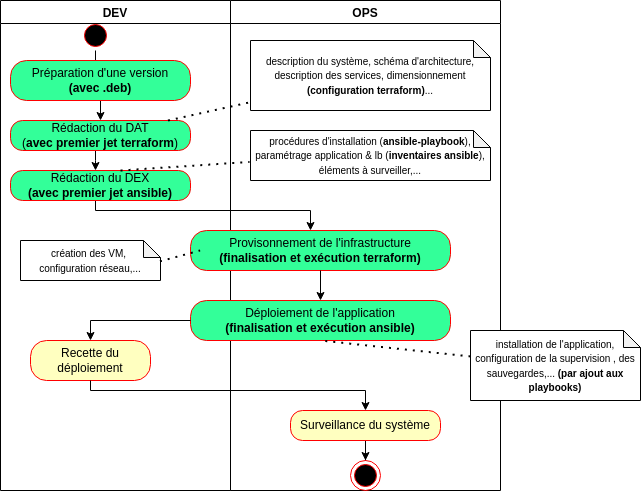 DEV
OPS
Préparation d'une version
(avec .deb)
description du système, schéma d'architecture,
description des services, dimensionnement
(configuration terraform)...
Rédaction du DAT
(avec premier jet terraform)
procédures d'installation (ansible-playbook),
paramétrage application & lb (inventaires ansible),
éléments à surveiller,...
Rédaction du DEX
(avec premier jet ansible)
Provisonnement de l'infrastructure
(finalisation et exécution terraform)
création des VM,
configuration réseau,...
Déploiement de l'application
(finalisation et exécution ansible)
installation de l'application,
configuration de la supervision , des
sauvegardes,... (par ajout aux
playbooks)
Recette du
déploiement
Surveillance du système